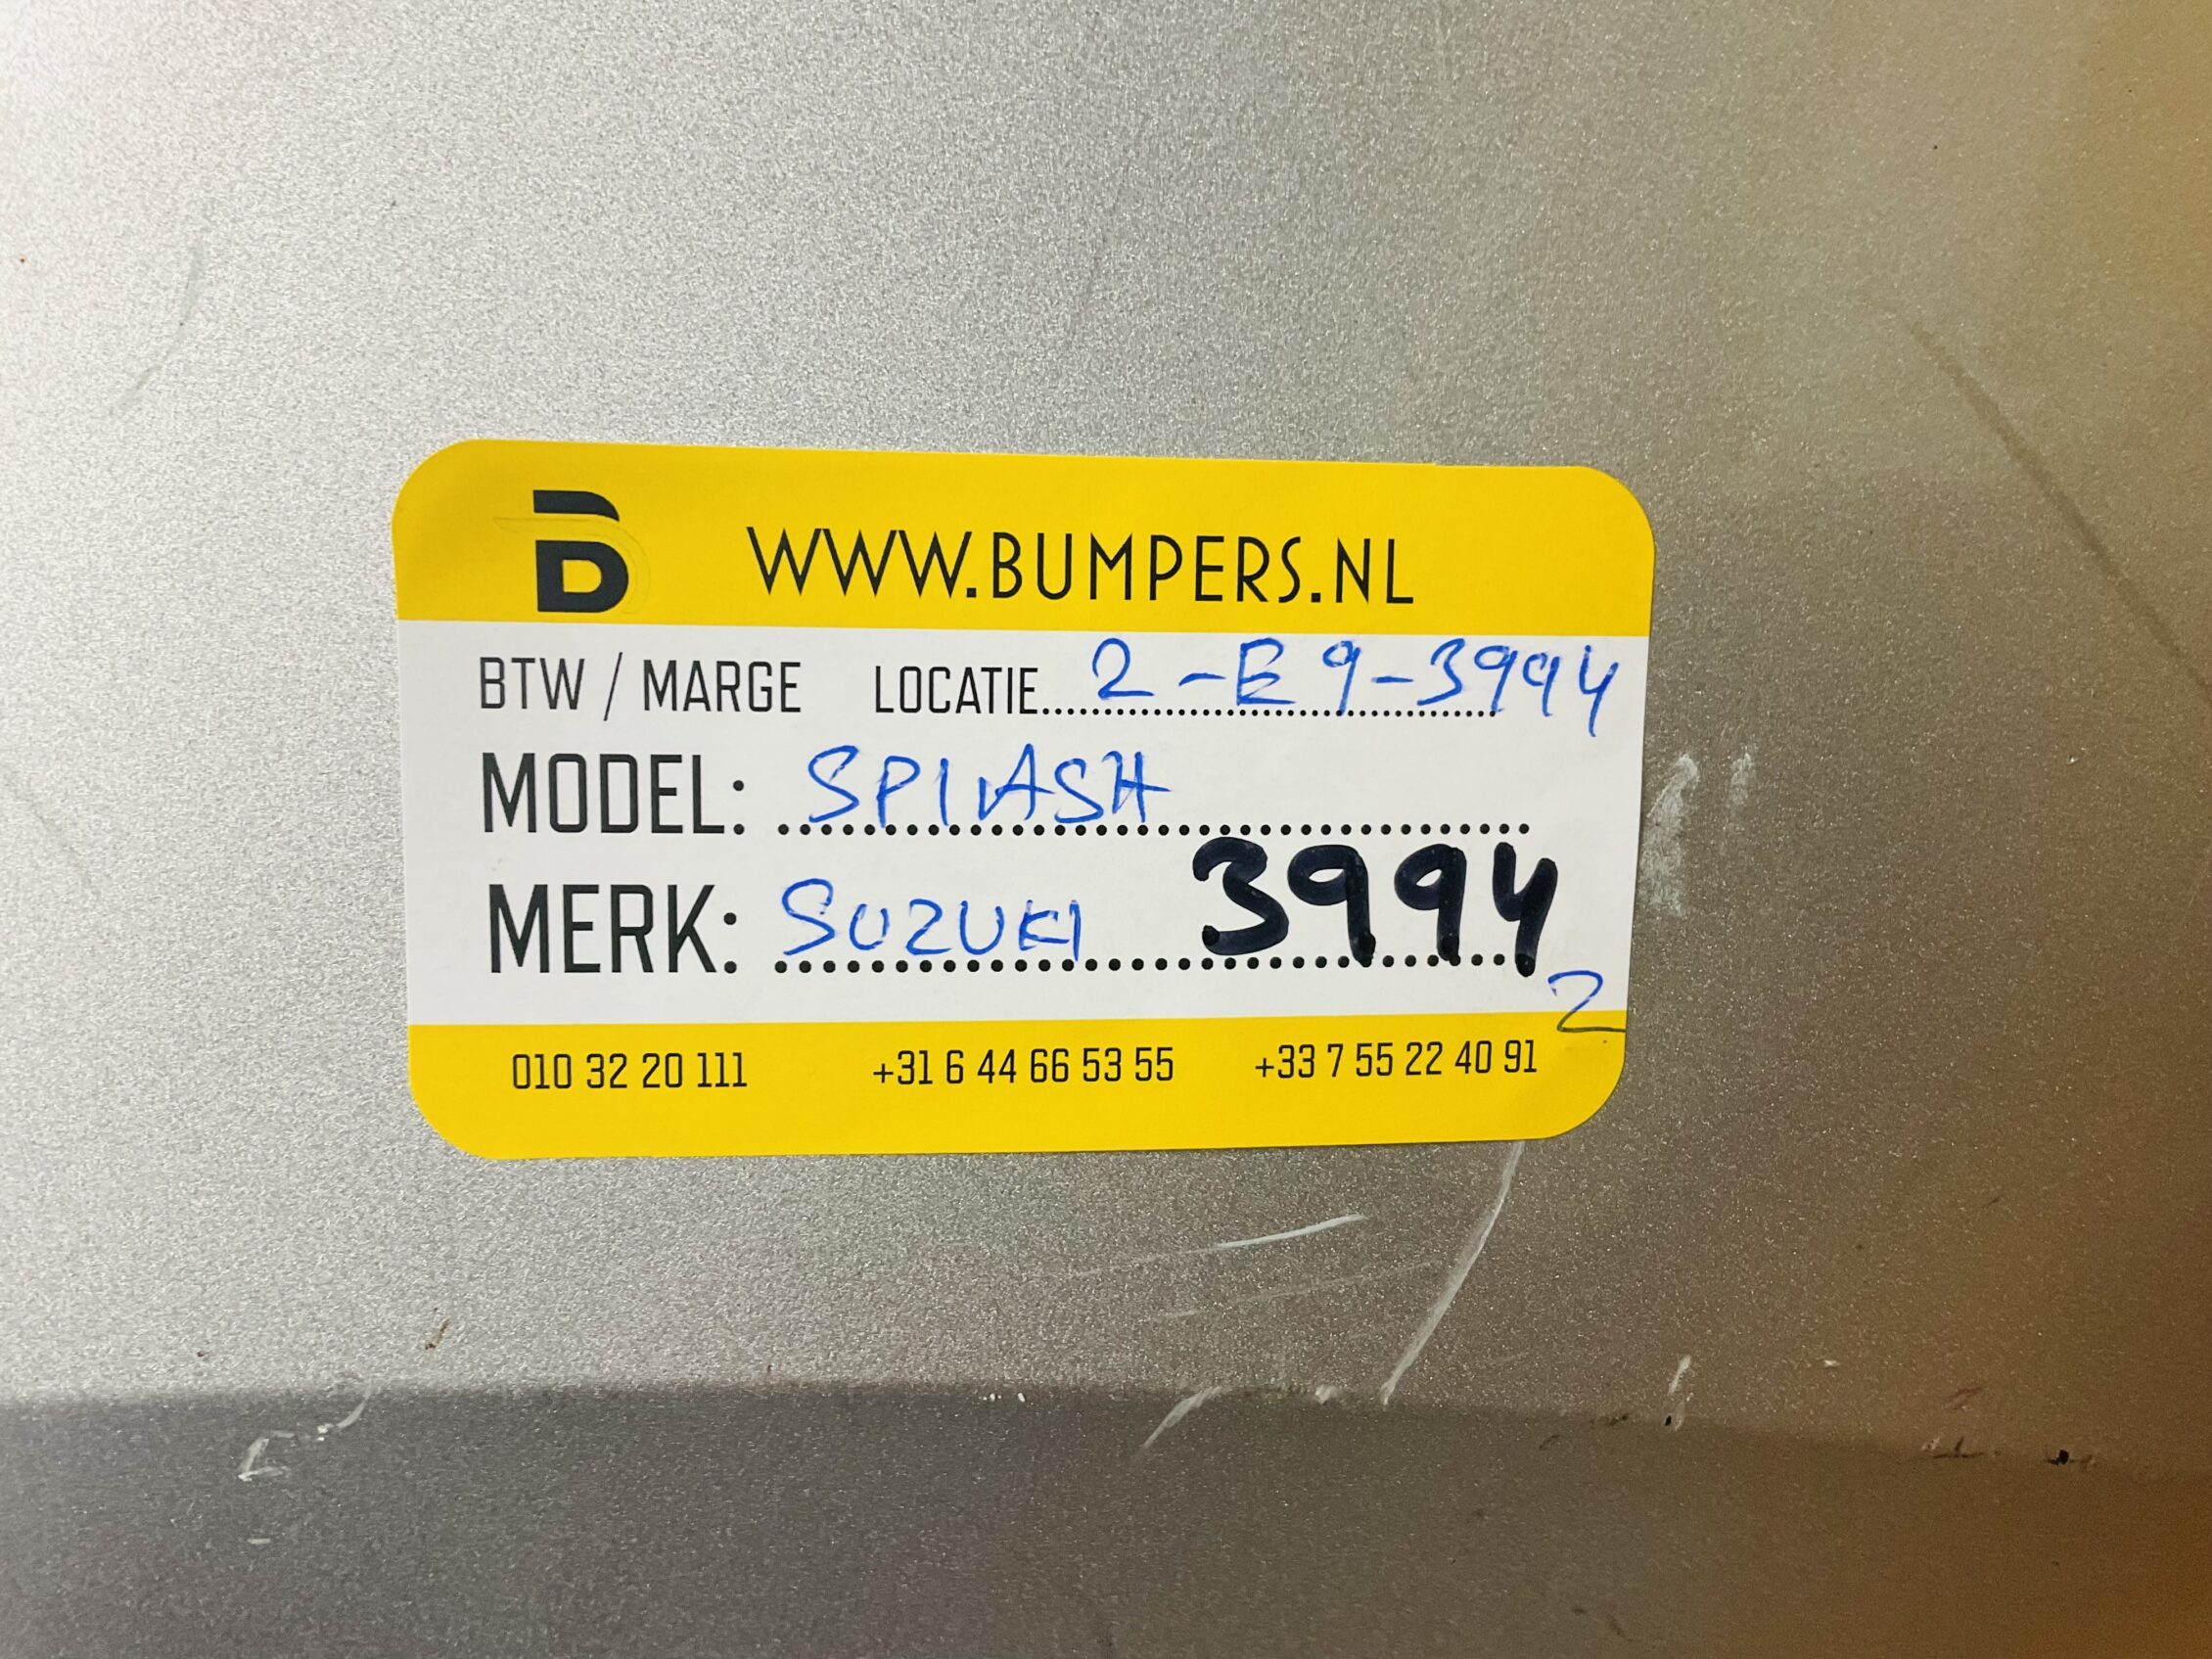 B WWW.BUMPERS.NL
BTW / MARGE LOCATIE 2-E9-3994
MODEL: SPLASH
MERK: SUZUKI 3994
2
010 32 20 111 +31 6 44 66 53 55 +33 7 55 22 40 91